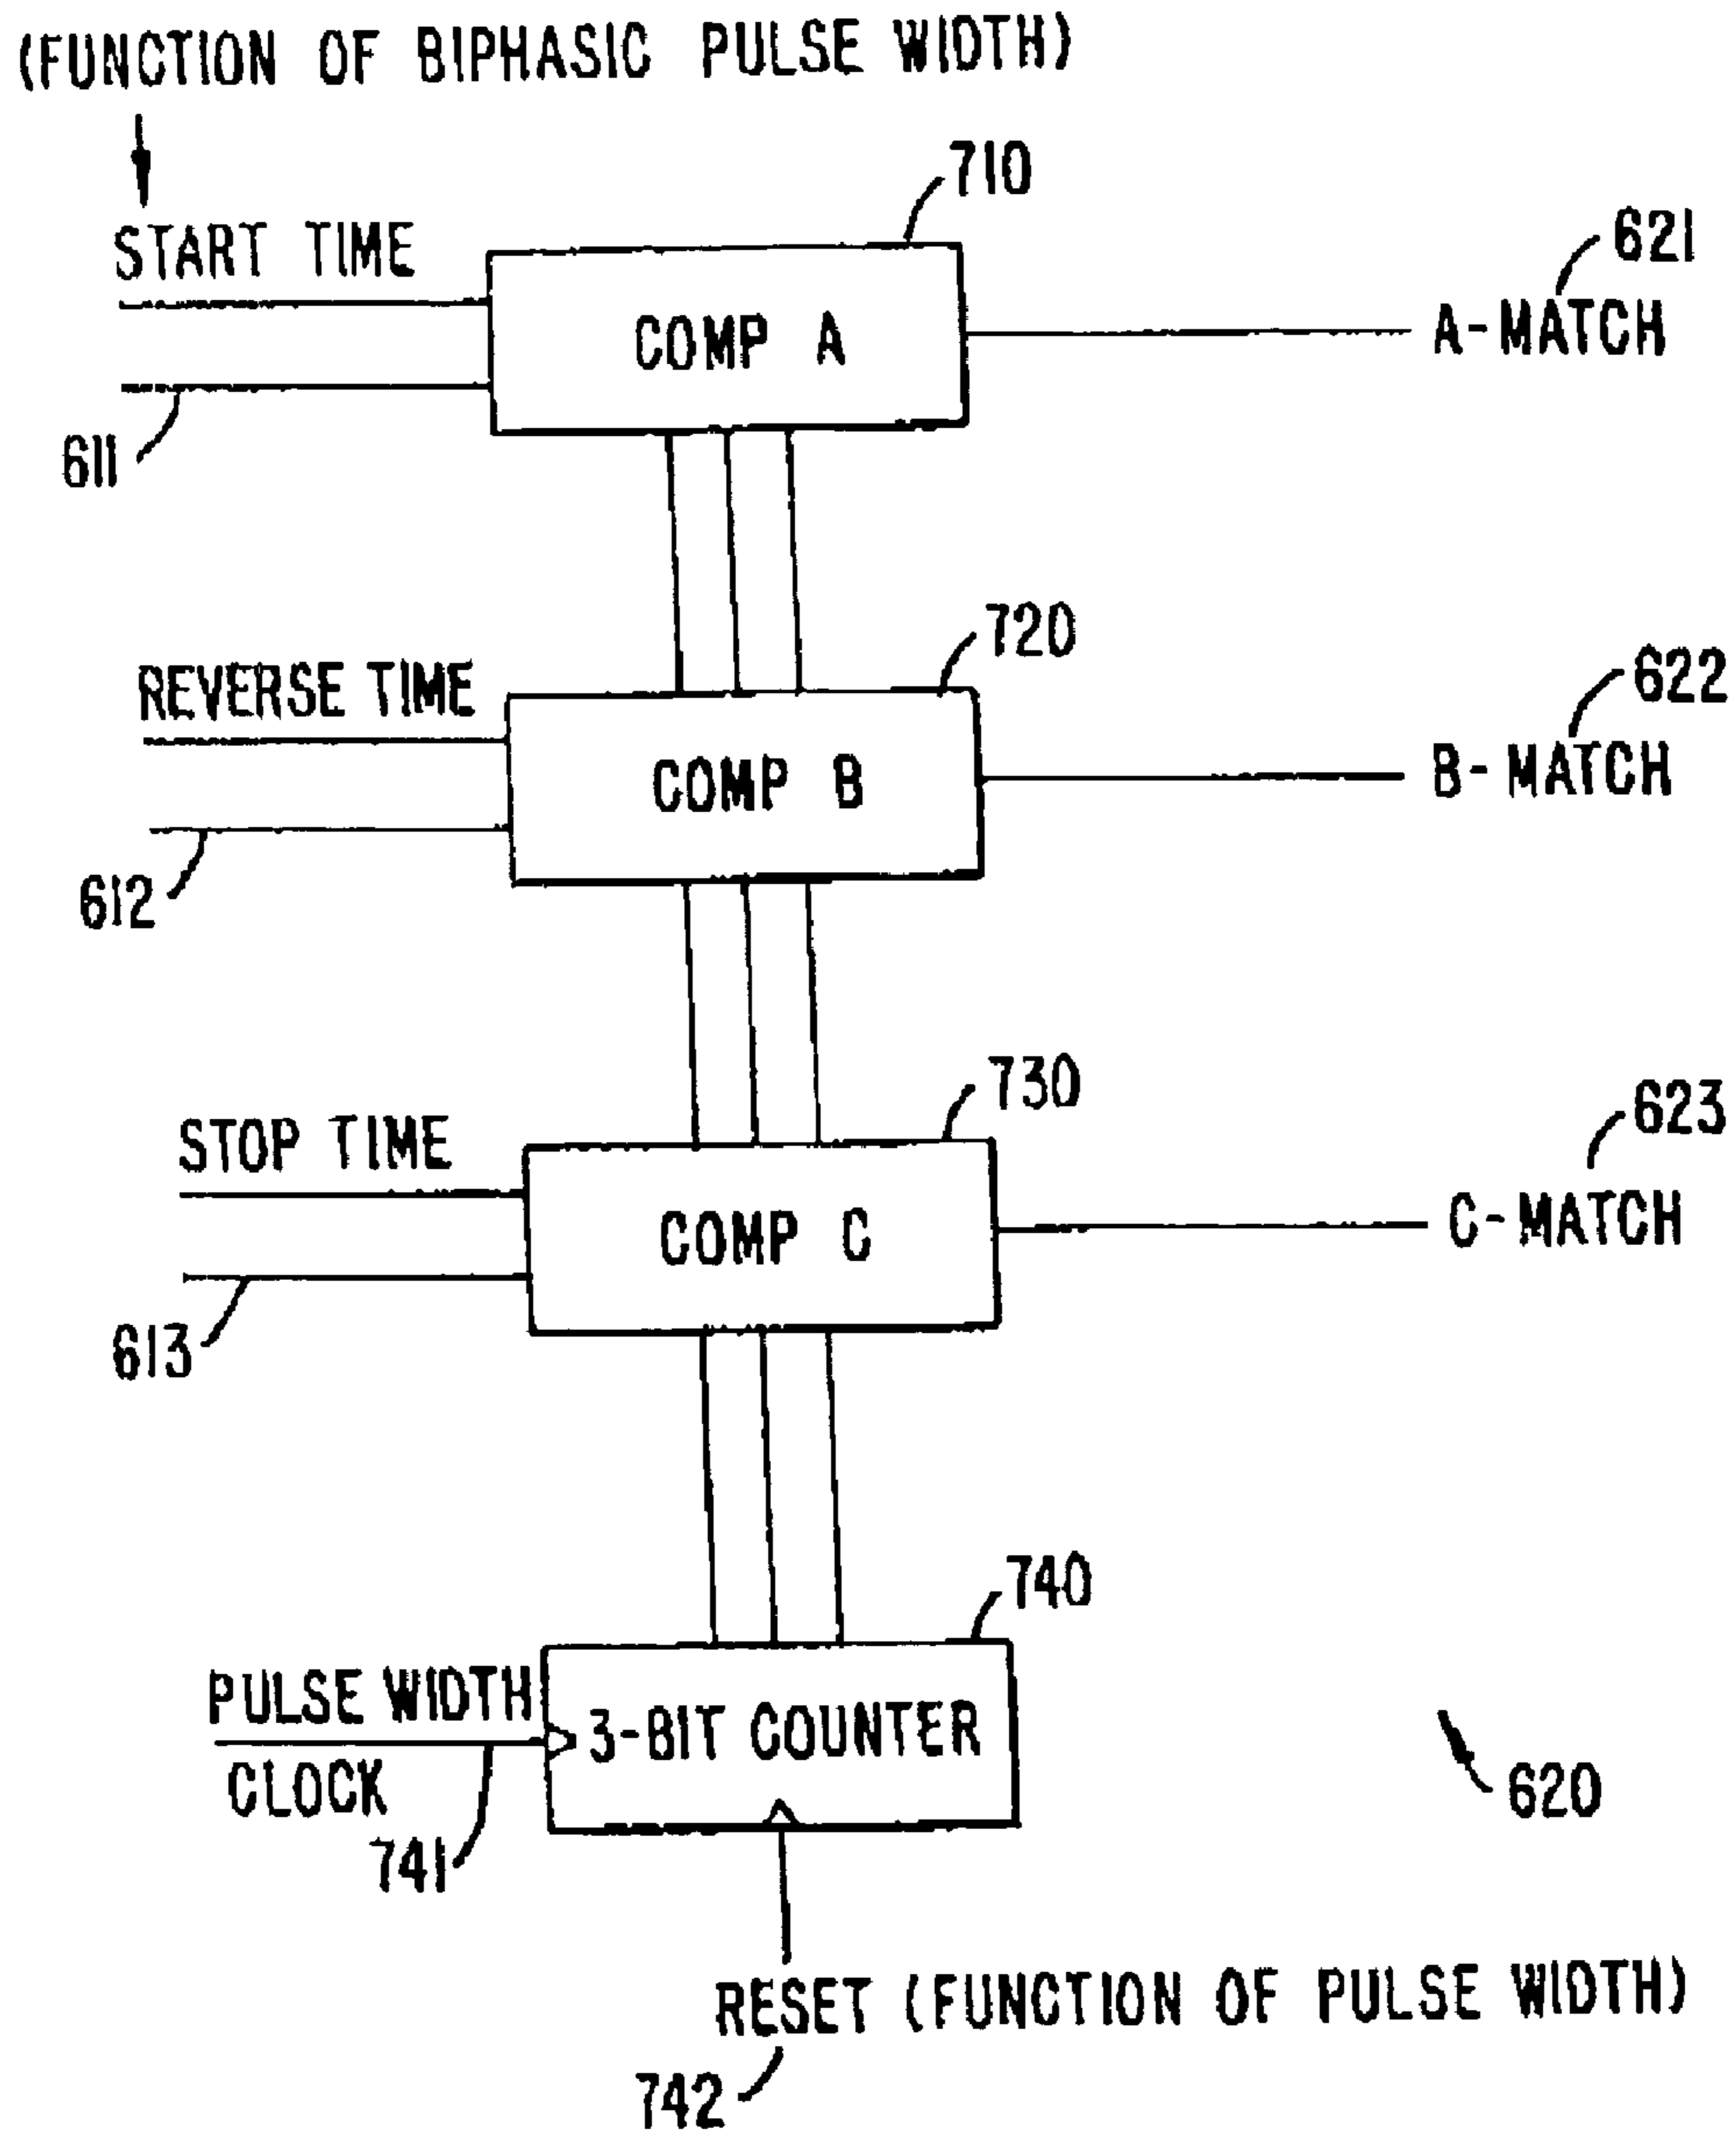 (FUNCTION OF BIPHASIC PULSE WIDTH)
710
START TIME
621
COMP A
A-MATCH
611
720
REVERSE TIME
622
COMP B
B-MATCH
612
730
STOP TIME
623
COMP C
C-MATCH
613
740
PULSE WIDTH
3-BIT COUNTER
CLOCK
620
741
RESET (FUNCTION OF PULSE WIDTH)
742